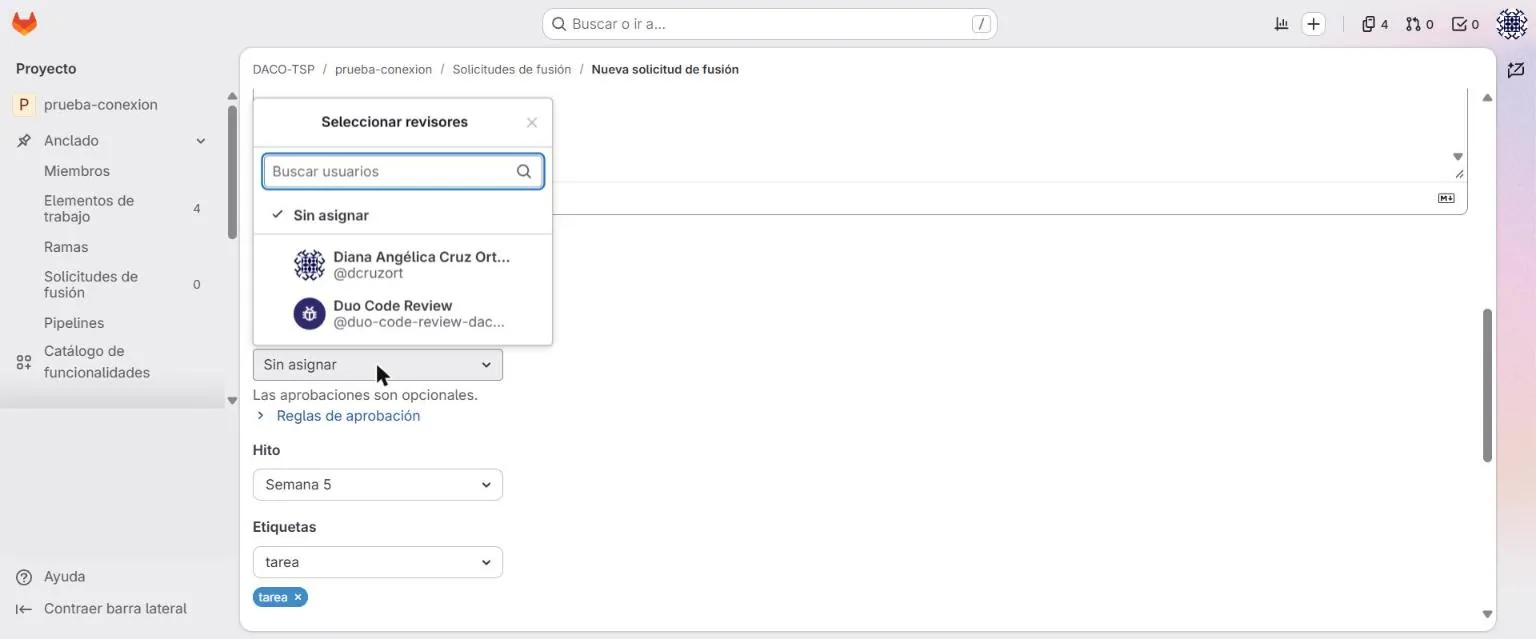 Buscar o ir a...
/
4
0
0
Proyecto
P prueba-conexion
Anclado
Miembros
Elementos de
trabajo
4
Ramas
Solicitudes de
fusión
0
Pipelines
Catálogo de
funcionalidades
Ayuda
Contraer barra lateral
DACO-TSP / prueba-conexion / Solicitudes de fusión / Nueva solicitud de fusión
Seleccionar revisores
Buscar usuarios
Sin asignar
Diana Angélica Cruz Ort...
@dcruzort
Duo Code Review
@duo-code-review-dac...
Sin asignar
Las aprobaciones son opcionales.
Reglas de aprobación
Hito
Semana 5
Etiquetas
tarea
tarea ×